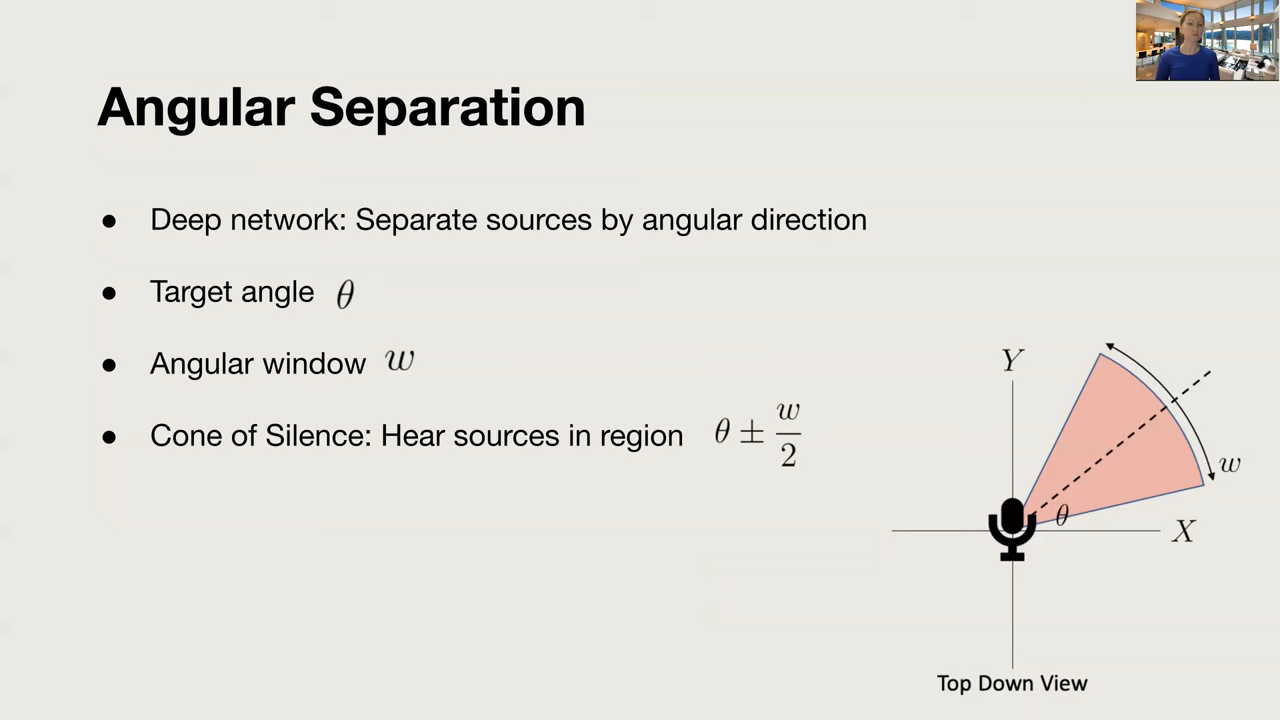 Angular Separation
● Deep network: Separate sources by angular direction
● Target angle θ
● Angular window w
● Cone of Silence: Hear sources in region θ ± w/2
Y
w
θ
X
Top Down View